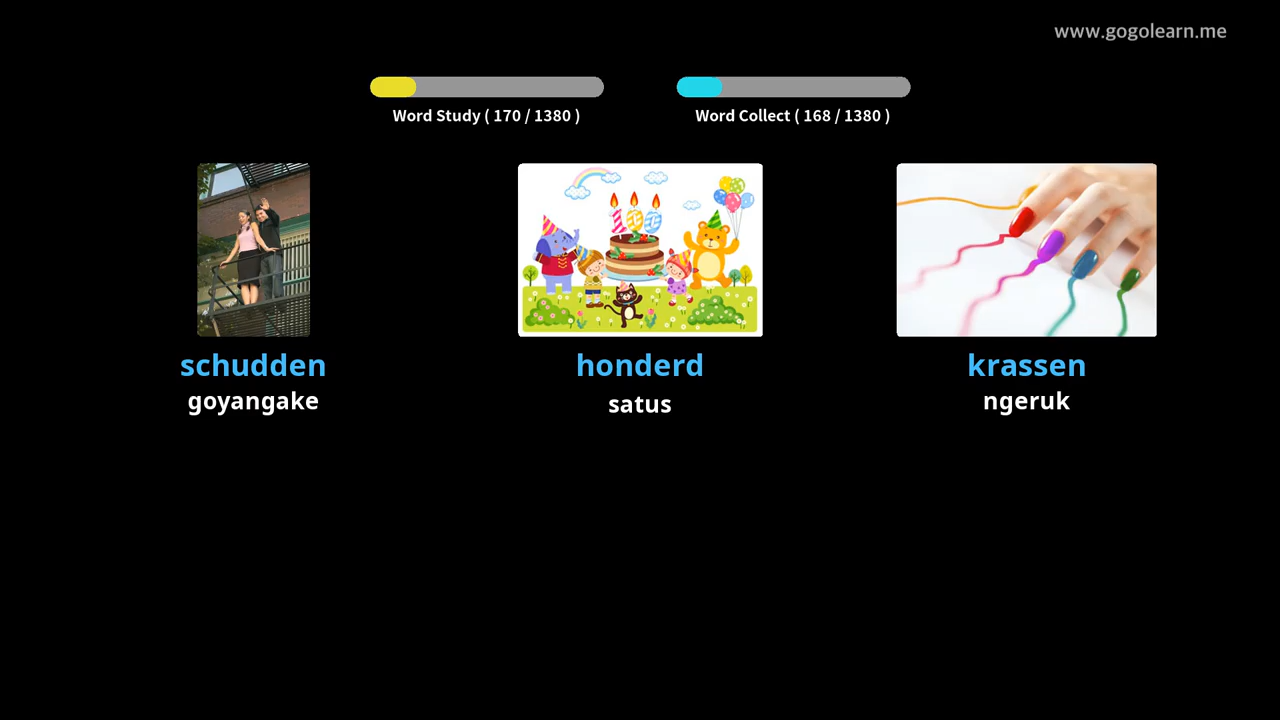 www.gogolearn.me
Word Study ( 170 / 1380 )
Word Collect ( 168 / 1380 )
schudden
goyangake
honderd
satus
krassen
ngeruk